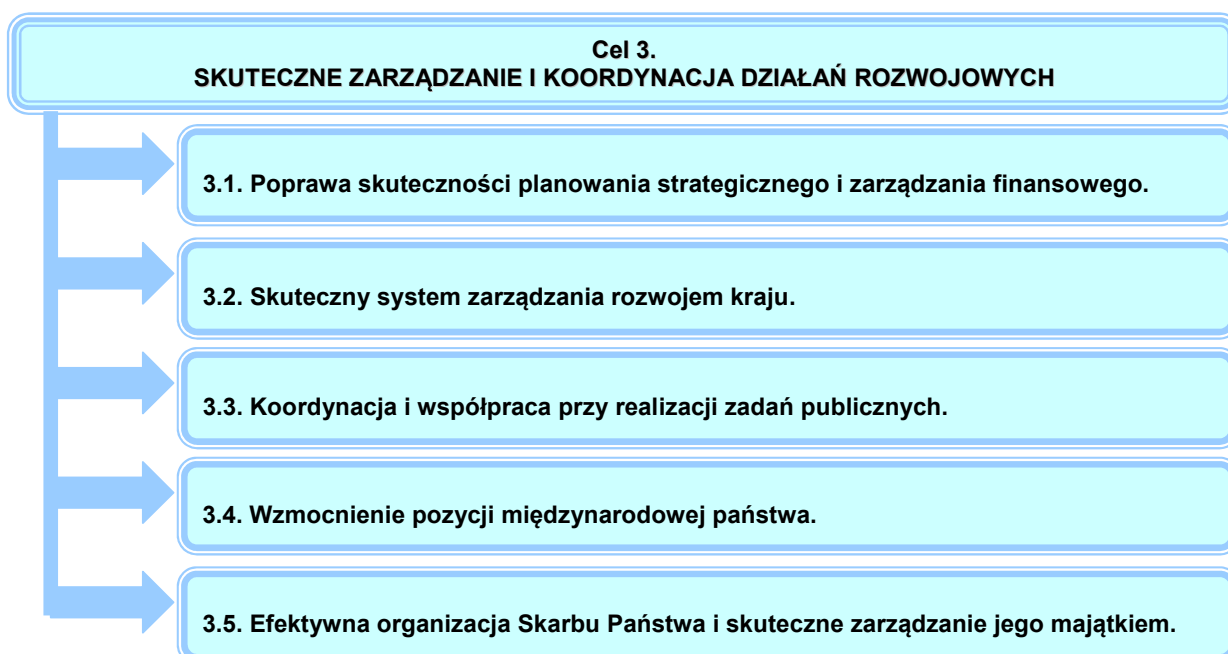 Cel 3.
SKUTECZNE ZARZĄDZANIE I KOORDYNACJA DZIAŁAŃ ROZWOJOWYCH
3.1. Poprawa skuteczności planowania strategicznego i zarządzania finansowego.
3.2. Skuteczny system zarządzania rozwojem kraju.
3.3. Koordynacja i współpraca przy realizacji zadań publicznych.
3.4. Wzmocnienie pozycji międzynarodowej państwa.
3.5. Efektywna organizacja Skarbu Państwa i skuteczne zarządzanie jego majątkiem.